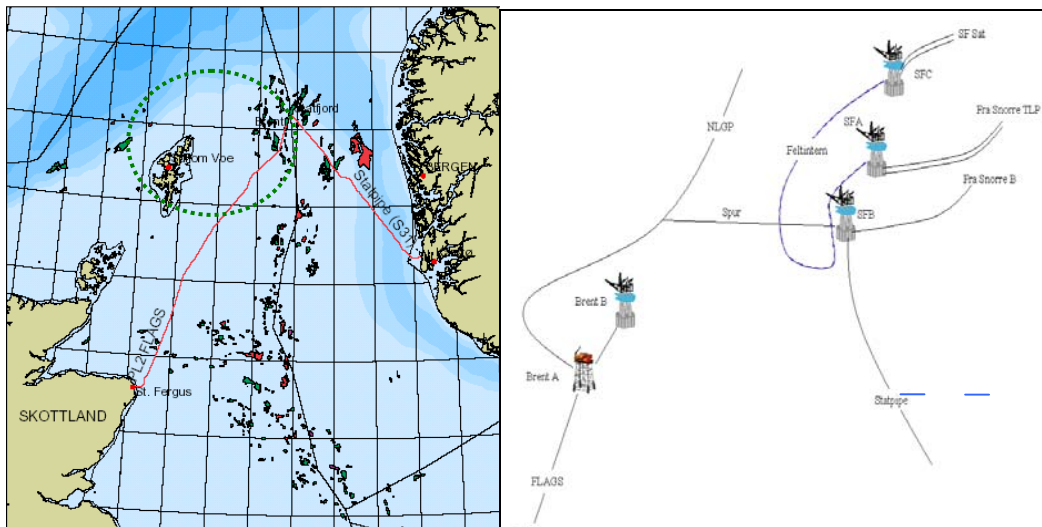 Brent
Statfjord
Sullom Voe
BERGEN
Statpipe (S31)
PL2 FLAGS
St. Fergus
SKOTTLAND
SF Sat
SFC
NLGP
Fra Snorre TLP
SFA
Feltintern
Fra Snorre B
Spur
SFB
Brent B
Brent A
Statpipe
FLAGS